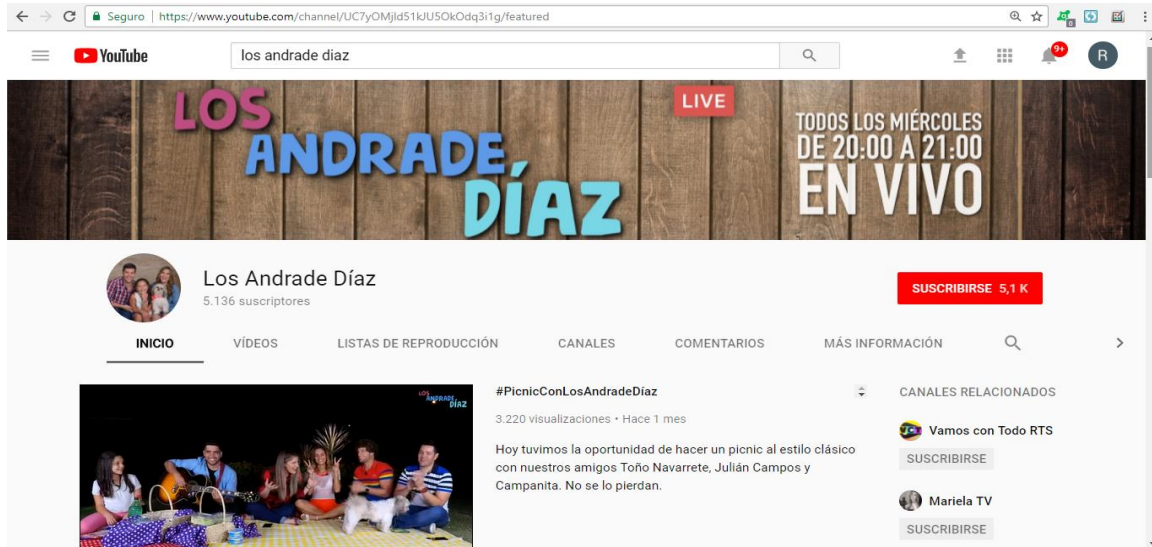 Seguro | https://www.youtube.com/channel/UC7yOMjld51kJU5OkOdq3i1g/featured
0
YouTube
los andrade diaz
9+
R
LOS
ANDRADE
DÍAZ
LIVE
TODOS LOS MIÉRCOLES
DE 20:00 A 21:00
EN VIVO
Los Andrade Díaz
5.136 suscriptores
SUSCRIBIRSE 5,1 K
INICIO VÍDEOS LISTAS DE REPRODUCCIÓN CANALES COMENTARIOS MÁS INFORMACIÓN
LOS
ANDRADE
DÍAZ
#PicnicConLosAndradeDíaz
3.220 visualizaciones • Hace 1 mes
Hoy tuvimos la oportunidad de hacer un picnic al estilo clásico
con nuestros amigos Toño Navarrete, Julián Campos y
Campanita. No se lo pierdan.
CANALES RELACIONADOS
Vamos con Todo RTS
SUSCRIBIRSE
Mariela TV
SUSCRIBIRSE